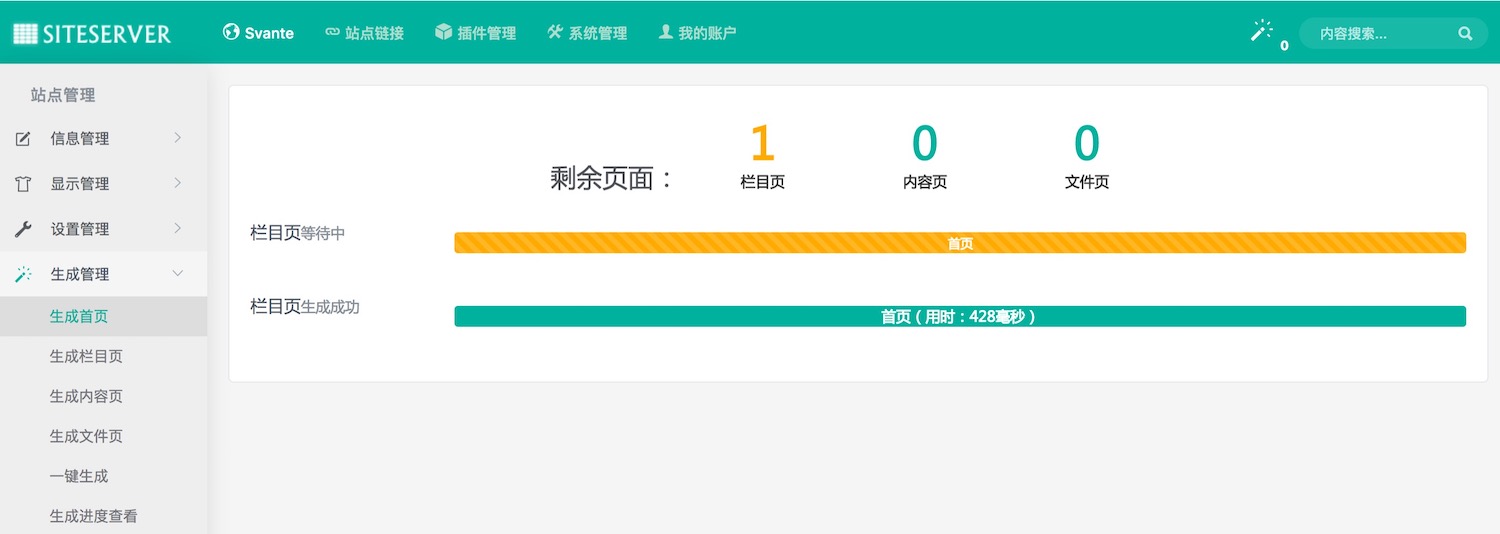 SITESERVER
Svante
站点链接
插件管理
系统管理
我的账户
0
内容搜索...
站点管理
信息管理
显示管理
设置管理
生成管理
生成首页
生成栏目页
生成内容页
生成文件页
一键生成
生成进度查看
剩余页面：
1
栏目页
0
内容页
0
文件页
栏目页等待中
首页
栏目页生成成功
首页（用时：428毫秒）